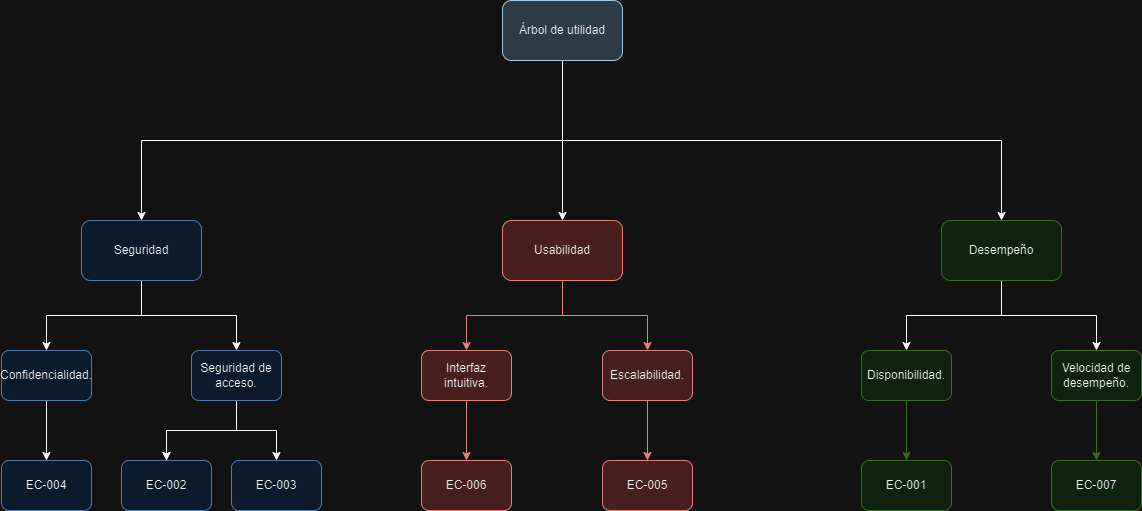 Árbol de utilidad
Seguridad
Usabilidad
Desempeño
Confidencialidad.
Seguridad de
acceso.
Interfaz
intuitiva.
Escalabilidad.
Disponibilidad.
Velocidad de
desempeño.
EC-004
EC-002
EC-003
EC-006
EC-005
EC-001
EC-007